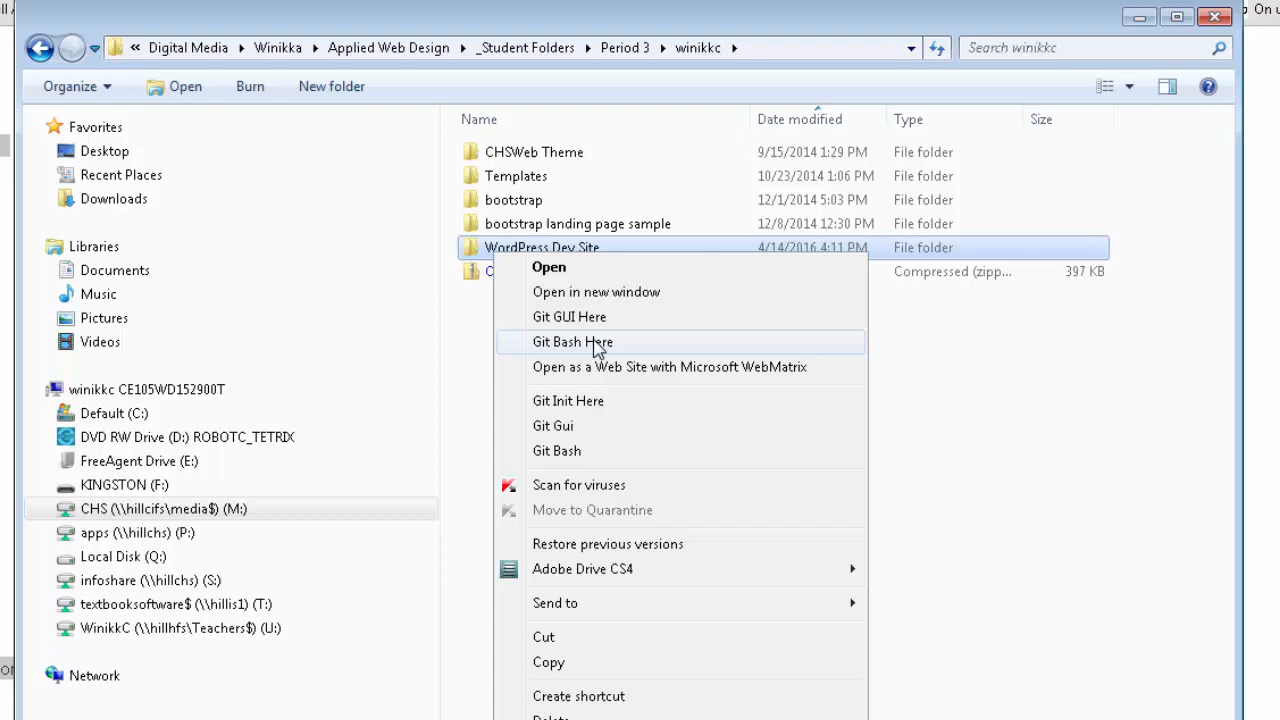 On u
« Digital Media Winikka Applied Web Design _Student Folders Period 3 winikkc
Search winikkc
Organize Open Burn New folder
Name Date modified Type Size
Favorites
Desktop
Recent Places
Downloads
Libraries
Documents
Music
Pictures
Videos
winikkc CE105WD152900T
Default (C:)
DVD RW Drive (D:) ROBOTC_TETRIX
FreeAgent Drive (E:)
KINGSTON (F:)
CHS (\\hillcifs\media$) (M:)
apps (\\hillchs) (P:)
Local Disk (Q:)
infoshare (\\hillchs) (S:)
textbooksoftware$ (\\hillis1) (T:)
WinikkC (\\hillhfs\Teachers$) (U:)
Network
CHSWeb Theme 9/15/2014 1:29 PM File folder
Templates 10/23/2014 1:06 PM File folder
bootstrap 12/1/2014 5:03 PM File folder
bootstrap landing page sample 12/8/2014 12:30 PM File folder
WordPress Dev Site 4/14/2016 4:11 PM File folder
C Compressed (zipp... 397 KB
Open
Open in new window
Git GUI Here
Git Bash Here
Open as a Web Site with Microsoft WebMatrix
Git Init Here
Git Gui
Git Bash
Scan for viruses
Move to Quarantine
Restore previous versions
Adobe Drive CS4
Send to
Cut
Copy
Create shortcut
Delete